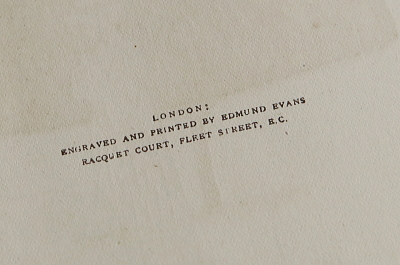 LONDON:
ENGRAVED AND PRINTED BY EDMUND EVANS
RACQUET COURT, FLEET STREET, E.C.